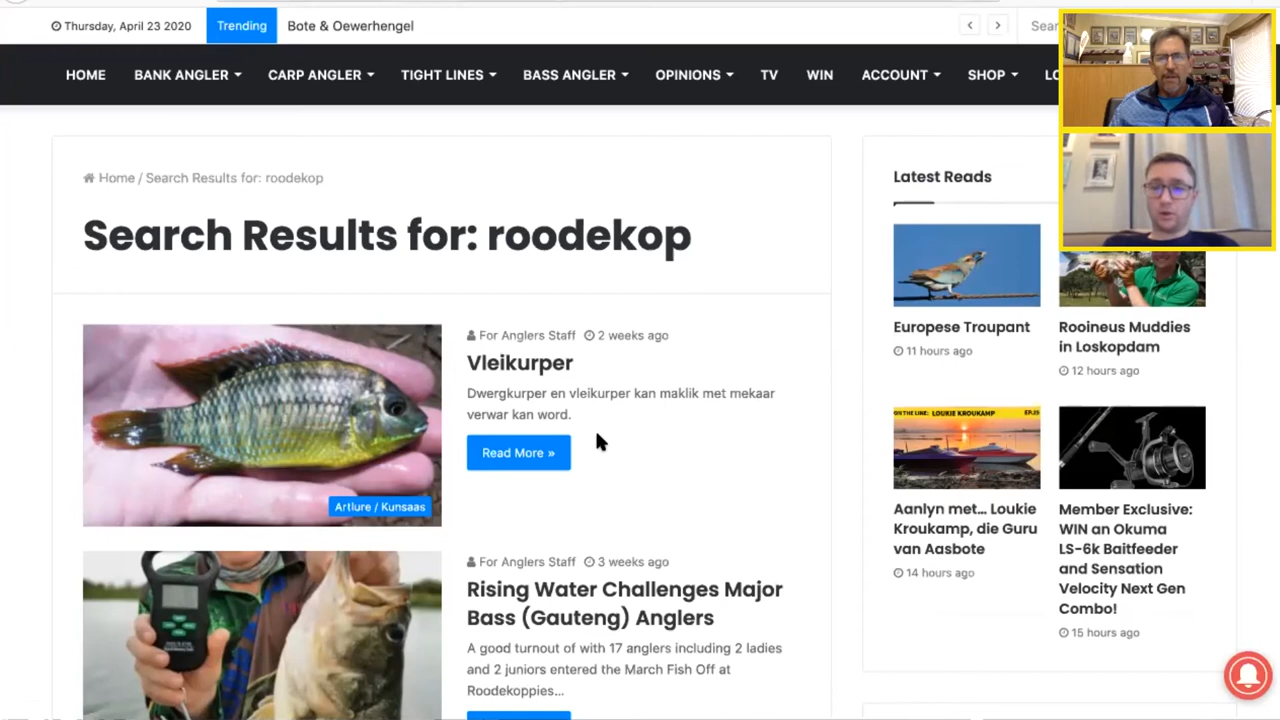 Thursday, April 23 2020
Trending
Bote & Oewerhengel
Sear
HOME
BANK ANGLER
CARP ANGLER
TIGHT LINES
BASS ANGLER
OPINIONS
TV
WIN
ACCOUNT
SHOP
LO
Home / Search Results for: roodekop
Search Results for: roodekop
For Anglers Staff 2 weeks ago
Vleikurper
Dwergkurper en vleikurper kan maklik met mekaar
verwar kan word.
Read More »
Artlure / Kunsaas
For Anglers Staff 3 weeks ago
Rising Water Challenges Major
Bass (Gauteng) Anglers
A good turnout of with 17 anglers including 2 ladies
and 2 juniors entered the March Fish Off at
Roodekoppies...
Latest Reads
Europese Troupant
11 hours ago
Rooineus Muddies
in Loskopdam
12 hours ago
ON THE LINE: LOUKIE KROUKAMP
Aanlyn met... Loukie
Kroukamp, die Guru
van Aasbote
14 hours ago
Member Exclusive:
WIN an Okuma
LS-6k Baitfeeder
and Sensation
Velocity Next Gen
Combo!
15 hours ago